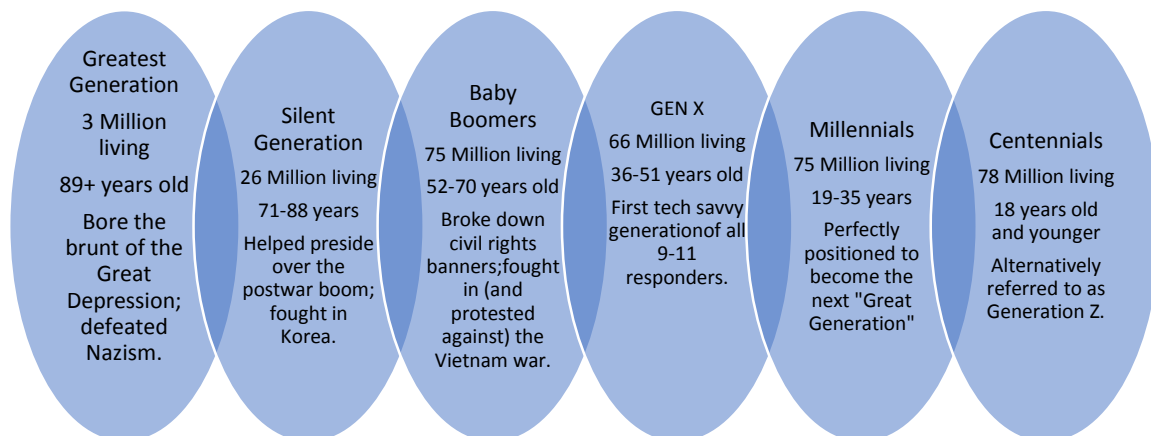 Greatest
Generation
3 Million
living
89+ years old
Bore the
brunt of the
Great
Depression;
defeated
Nazism.
Silent
Generation
26 Million living
71-88 years
Helped preside
over the
postwar boom;
fought in
Korea.
Baby
Boomers
75 Million living
52-70 years old
Broke down
civil rights
banners;fought
in (and
protested
against) the
Vietnam war.
GEN X
66 Million living
36-51 years old
First tech savvy
generationof all
9-11
responders.
Millennials
75 Million living
19-35 years
Perfectly
positioned to
become the
next "Great
Generation"
Centennials
78 Million living
18 years old
and younger
Alternatively
referred to as
Generation Z.